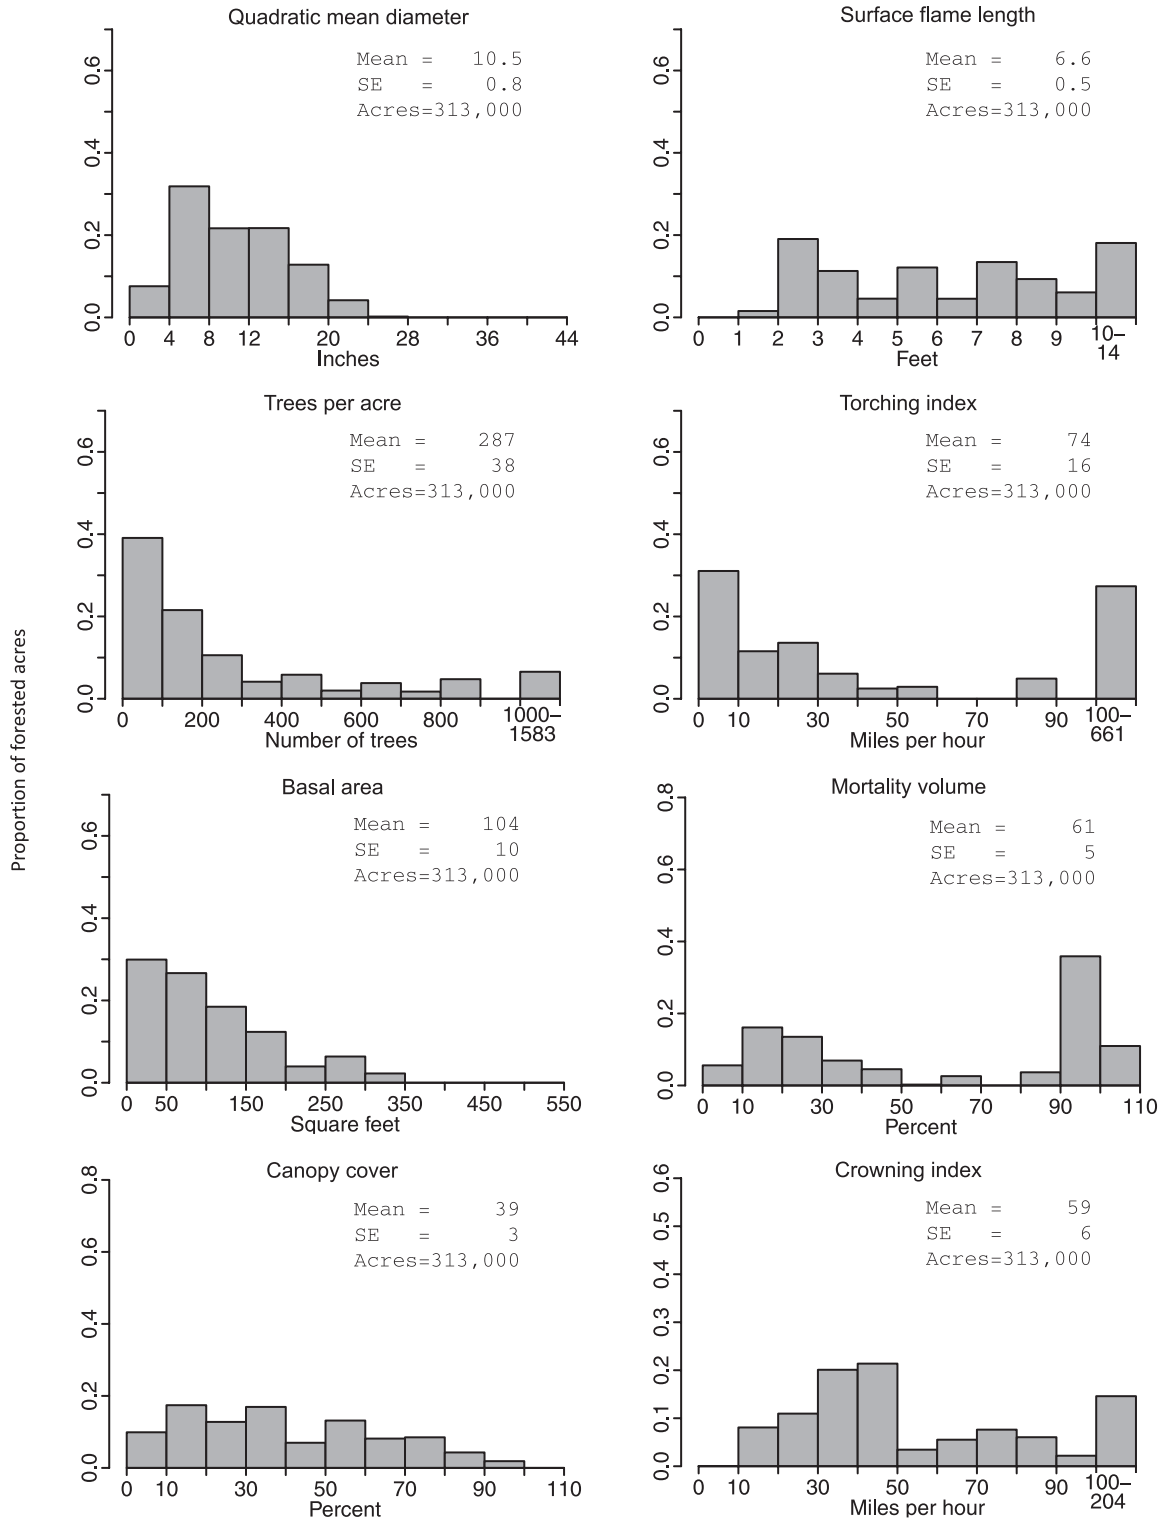 Proportion of forested acres
Quadratic mean diameter
Mean = 10.5
SE = 0.8
Acres=313,000
0.6
0.4
0.2
0.0
0 4 8 12 20 28 36 44
Inches
Surface flame length
Mean = 6.6
SE = 0.5
Acres=313,000
0.6
0.4
0.2
0.0
0 1 2 3 4 5 6 7 8 9 10–
14
Feet
Trees per acre
Mean = 287
SE = 38
Acres=313,000
0.6
0.4
0.2
0.0
0 200 400 600 800 1000–
1583
Number of trees
Torching index
Mean = 74
SE = 16
Acres=313,000
0.6
0.4
0.2
0.0
0 10 30 50 70 90 100–
661
Miles per hour
Basal area
Mean = 104
SE = 10
Acres=313,000
0.6
0.4
0.2
0.0
0 50 150 250 350 450 550
Square feet
Mortality volume
Mean = 61
SE = 5
Acres=313,000
0.8
0.6
0.4
0.2
0.0
0 10 30 50 70 90 110
Percent
Canopy cover
Mean = 39
SE = 3
Acres=313,000
0.8
0.6
0.4
0.2
0.0
0 10 30 50 70 90 110
Percent
Crowning index
Mean = 59
SE = 6
Acres=313,000
0.6
0.5
0.4
0.3
0.2
0.1
0.0
0 10 30 50 70 90 100–
204
Miles per hour